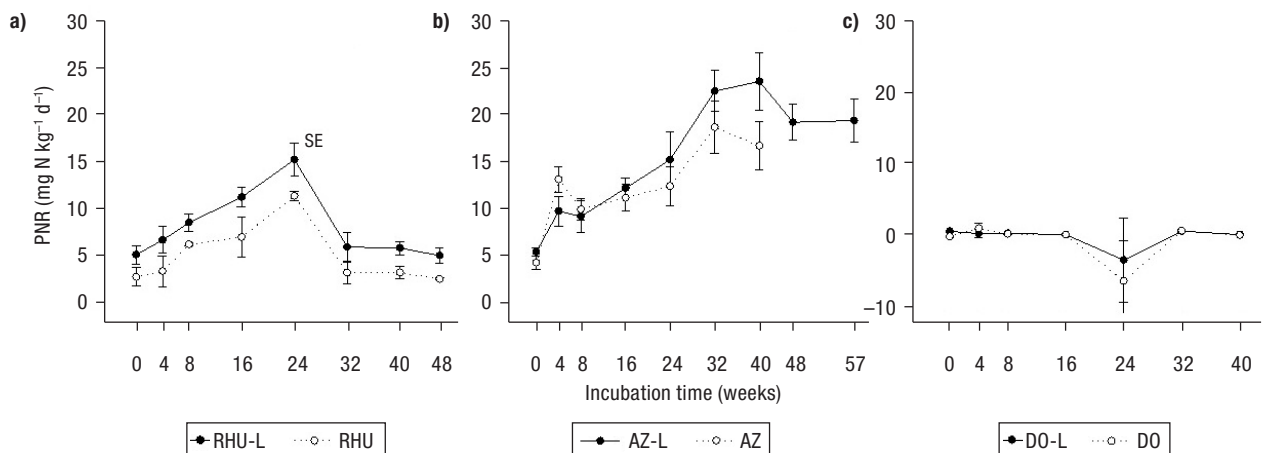 a)
30
25
20
15
10
5
0
PNR (mg N kg⁻¹ d⁻¹)
SE
0 4 8 16 24 32 40 48
RHU-L RHU
b)
30
25
20
15
10
5
0
0 4 8 16 24 32 40 48 57
Incubation time (weeks)
AZ-L AZ
c)
30
20
10
0
−10
0 4 8 16 24 32 40
DO-L DO